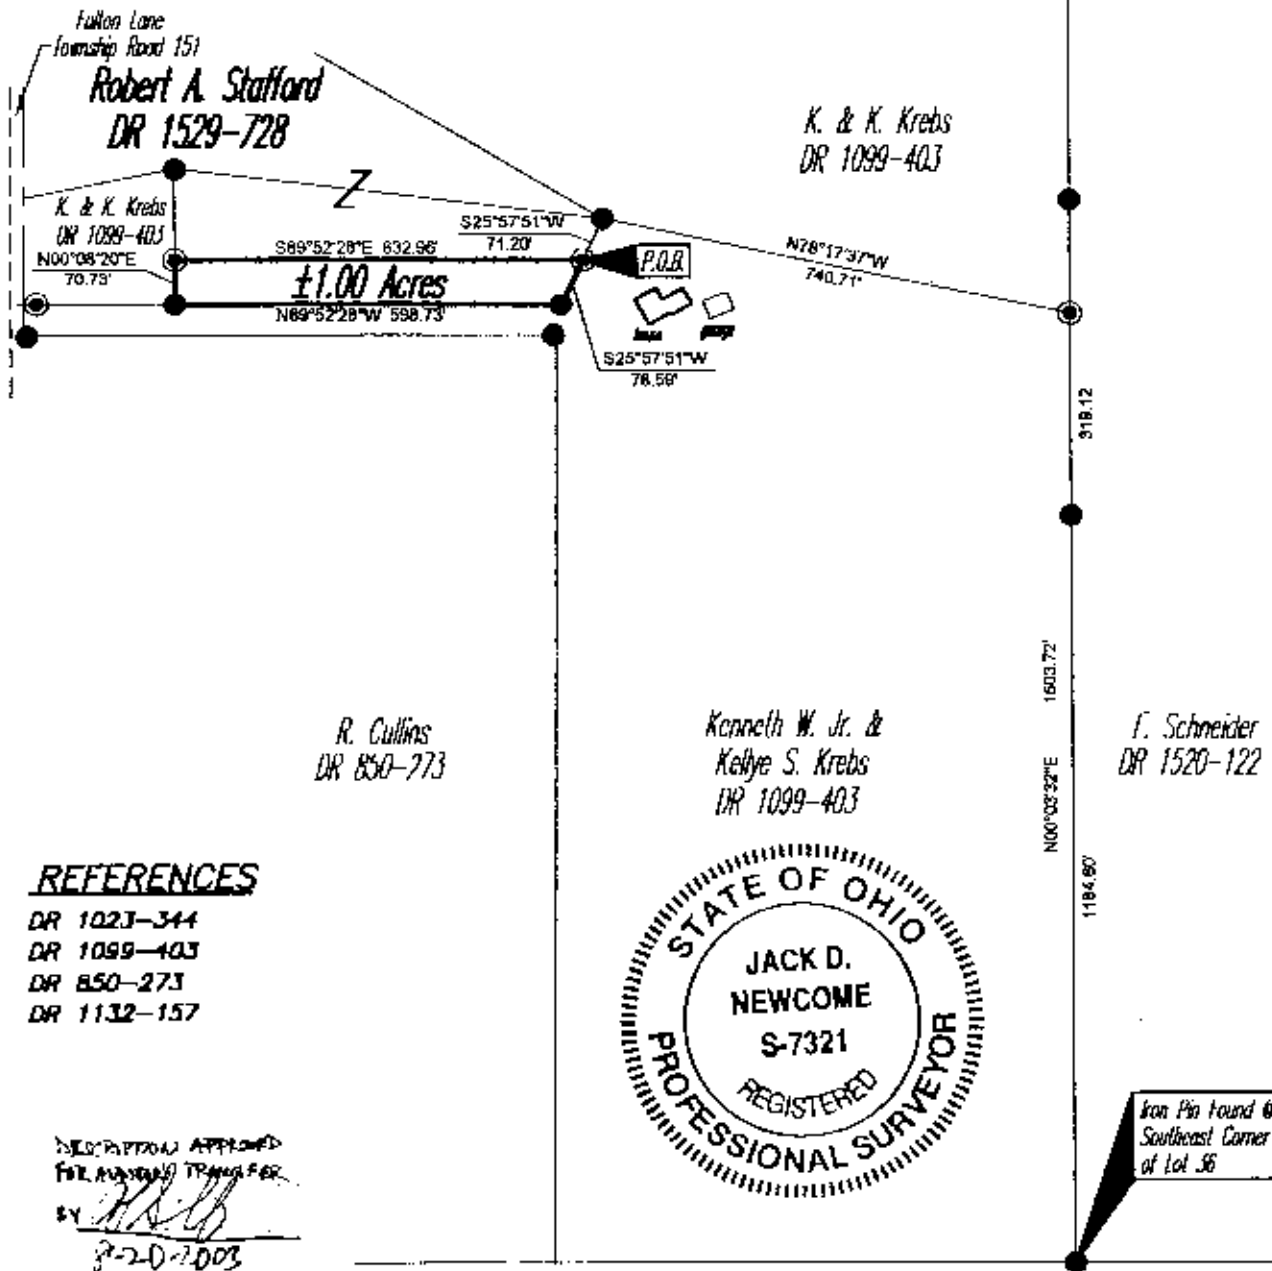 Fulton Lane
Township Road 151
Robert A. Stafford
DR 1529-728
K. & K. Krebs
DR 1099-403
K. & K. Krebs
DR 1099-403
S25°57'51"W
71.20'
N00°08'20"E
70.73'
S89°52'28"E 632.96'
P.O.B.
N78°17'37"W
740.71'
±1.00 Acres
N89°52'28"W 598.73'
S25°57'51"W
78.59'
319.12
N00°03'32"E 1503.72'
1184.60'
R. Cullins
DR 850-273
Kenneth W. Jr. &
Kellye S. Krebs
DR 1099-403
F. Schneider
DR 1520-122
REFERENCES
DR 1023-344
DR 1099-403
DR 850-273
DR 1132-157
STATE OF OHIO
JACK D.
NEWCOME
S-7321
REGISTERED
PROFESSIONAL SURVEYOR
Iron Pin Found @
Southeast Corner
of Lot 36
DESCRIPTION APPROVED
FOR TRANSFER
BY
8-20-2003